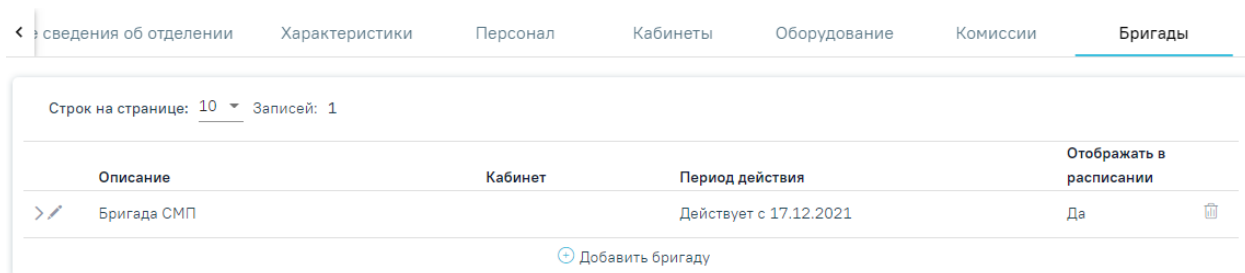 сведения об отделении Характеристики Персонал Кабинеты Оборудование Комиссии Бригады
Строк на странице: 10 Записей: 1
Описание Кабинет Период действия Отображать в расписании
Бригада СМП Действует с 17.12.2021 Да
Добавить бригаду